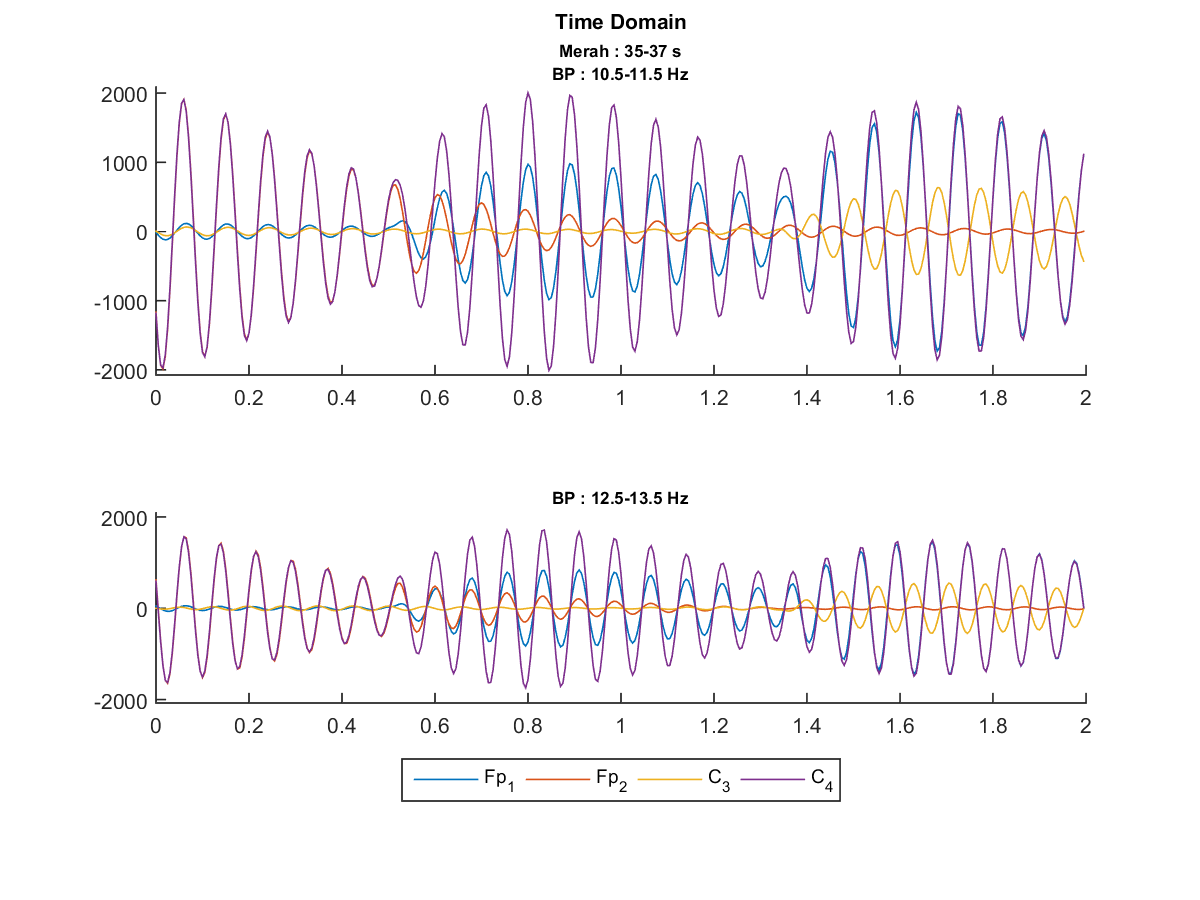 Time Domain
Merah : 35-37 s
BP : 10.5-11.5 Hz
2000
1000
0
-1000
-2000
0 0.2 0.4 0.6 0.8 1 1.2 1.4 1.6 1.8 2
BP : 12.5-13.5 Hz
2000
0
-2000
0 0.2 0.4 0.6 0.8 1 1.2 1.4 1.6 1.8 2
Fp1 Fp2 C3 C4